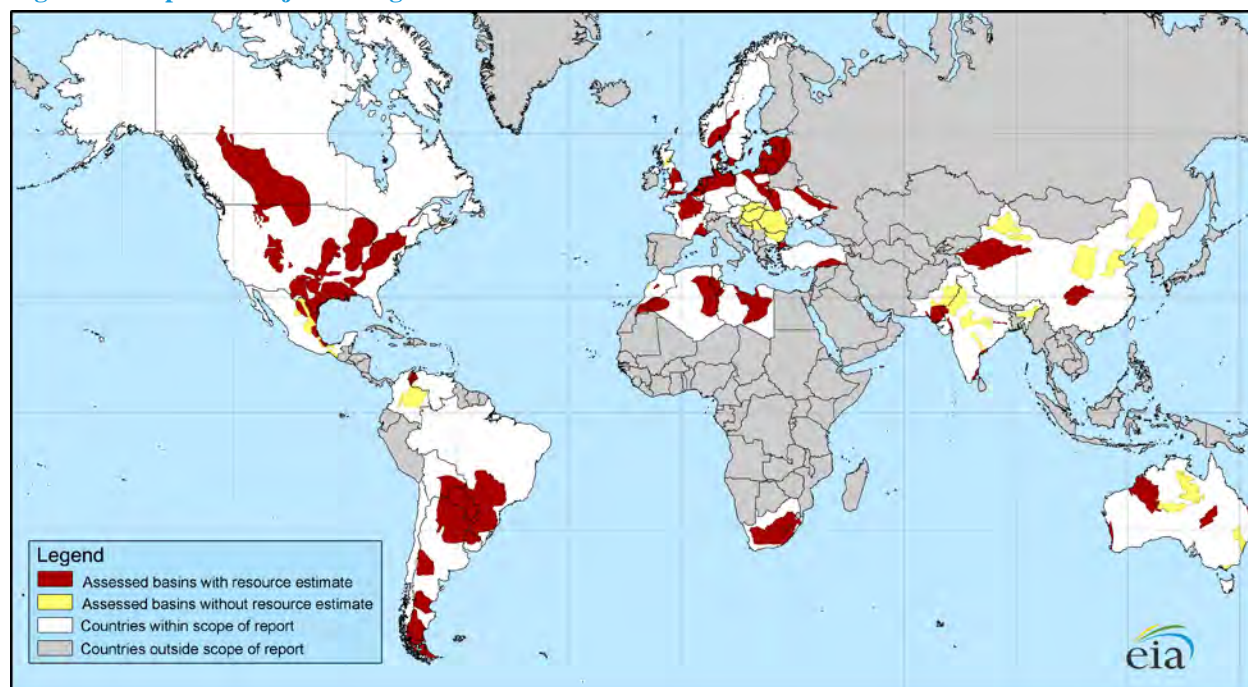 Legend
Assessed basins with resource estimate
Assessed basins without resource estimate
Countries within scope of report
Countries outside scope of report
eia